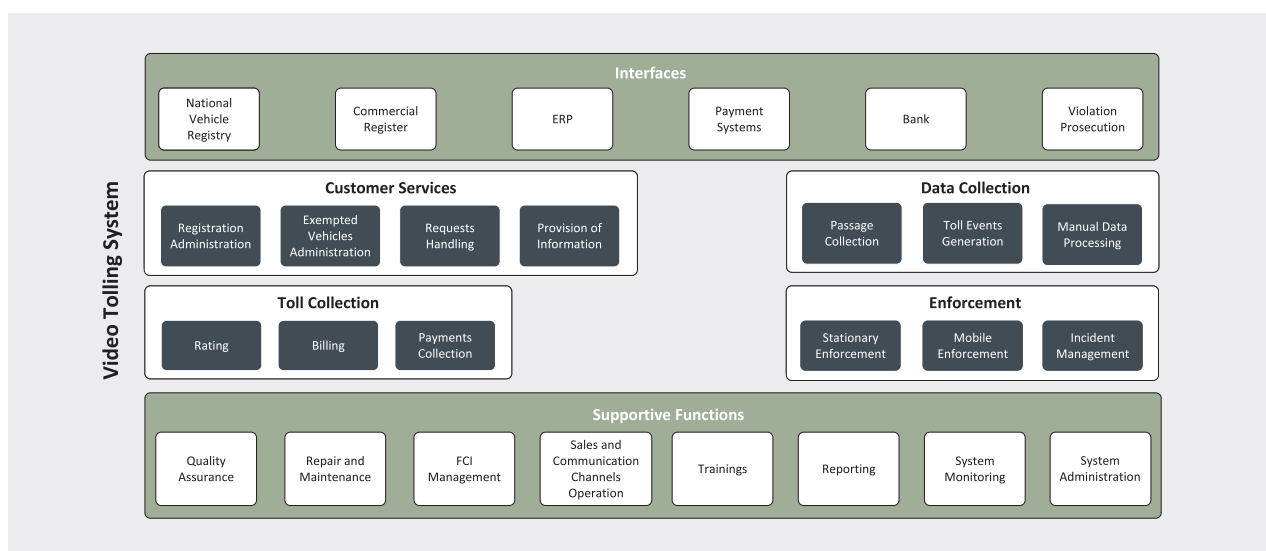 Video Tolling System
Interfaces
National
Vehicle
Registry
Commercial
Register
ERP
Payment
Systems
Bank
Violation
Prosecution
Customer Services
Registration
Administration
Exempted
Vehicles
Administration
Requests
Handling
Provision of
Information
Data Collection
Passage
Collection
Toll Events
Generation
Manual Data
Processing
Toll Collection
Rating
Billing
Payments
Collection
Enforcement
Stationary
Enforcement
Mobile
Enforcement
Incident
Management
Supportive Functions
Quality
Assurance
Repair and
Maintenance
FCI
Management
Sales and
Communication
Channels
Operation
Trainings
Reporting
System
Monitoring
System
Administration